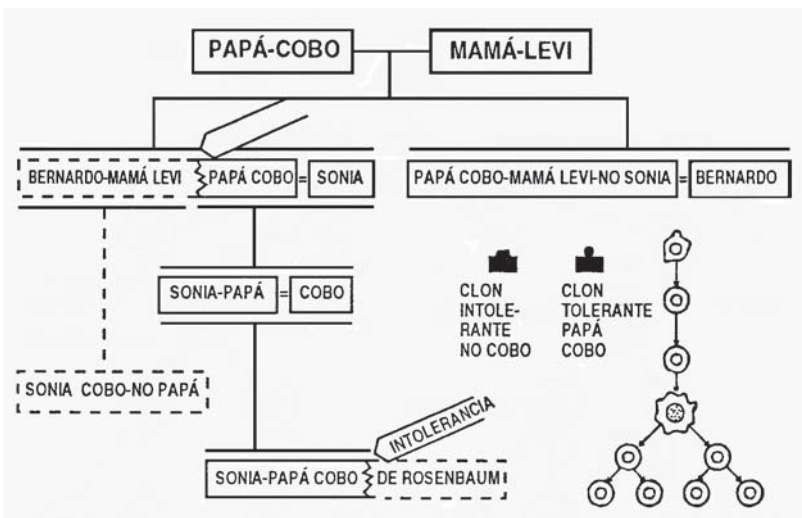 PAPÁ-COBO
MAMÁ-LEVI
BERNARDO-MAMÁ LEVI PAPÁ COBO = SONIA
PAPÁ COBO-MAMÁ LEVI-NO SONIA = BERNARDO
SONIA-PAPÁ = COBO
CLON
INTOLE-
RANTE
NO COBO
CLON
TOLERANTE
PAPÁ
COBO
SONIA COBO-NO PAPÁ
INTOLERANCIA
SONIA-PAPÁ COBO DE ROSENBAUM